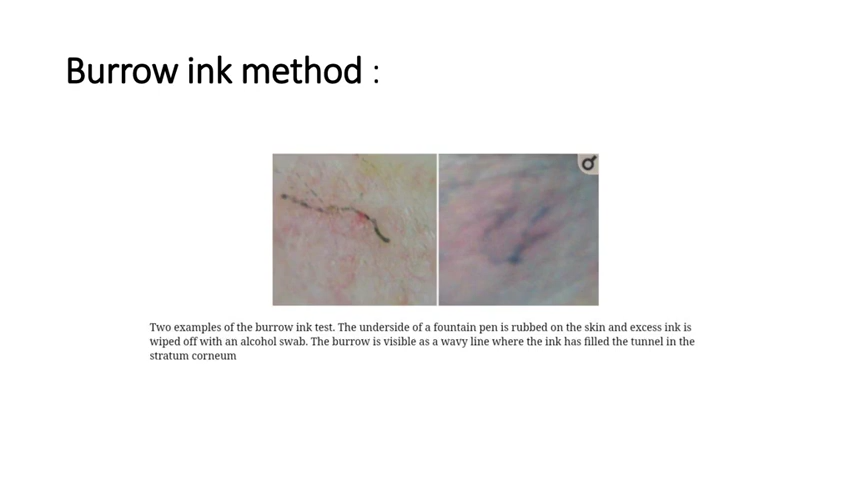 Burrow ink method :
Two examples of the burrow ink test. The underside of a fountain pen is rubbed on the skin and excess ink is
wiped off with an alcohol swab. The burrow is visible as a wavy line where the ink has filled the tunnel in the
stratum corneum